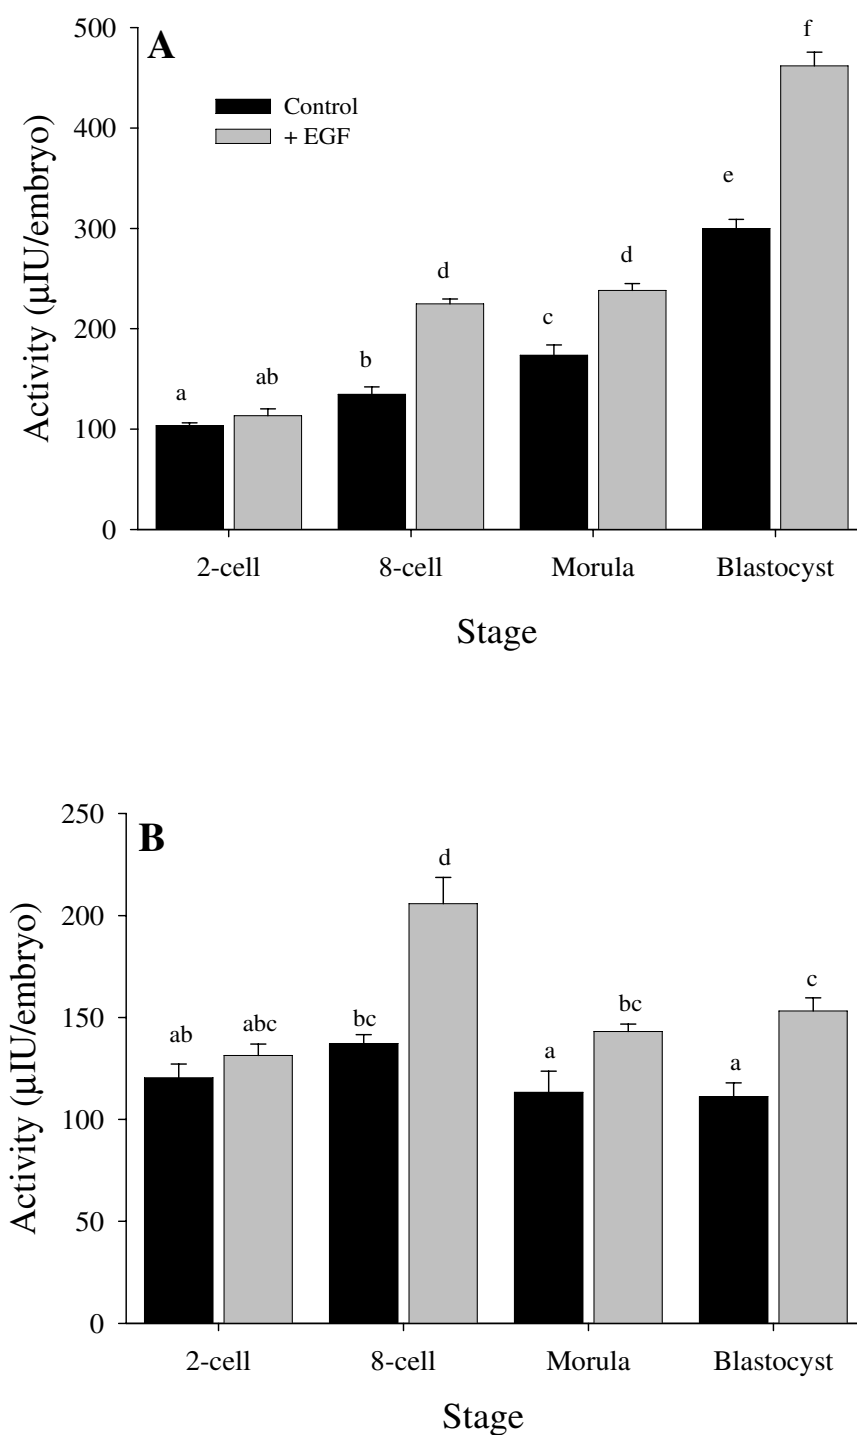 A
500
400
300
200
100
0
Activity (µIU/embryo)
Control
+ EGF
a
ab
b
d
c
d
e
f
2-cell 8-cell Morula Blastocyst
Stage
B
250
200
150
100
50
0
Activity (µIU/embryo)
ab
abc
bc
d
a
bc
a
c
2-cell 8-cell Morula Blastocyst
Stage